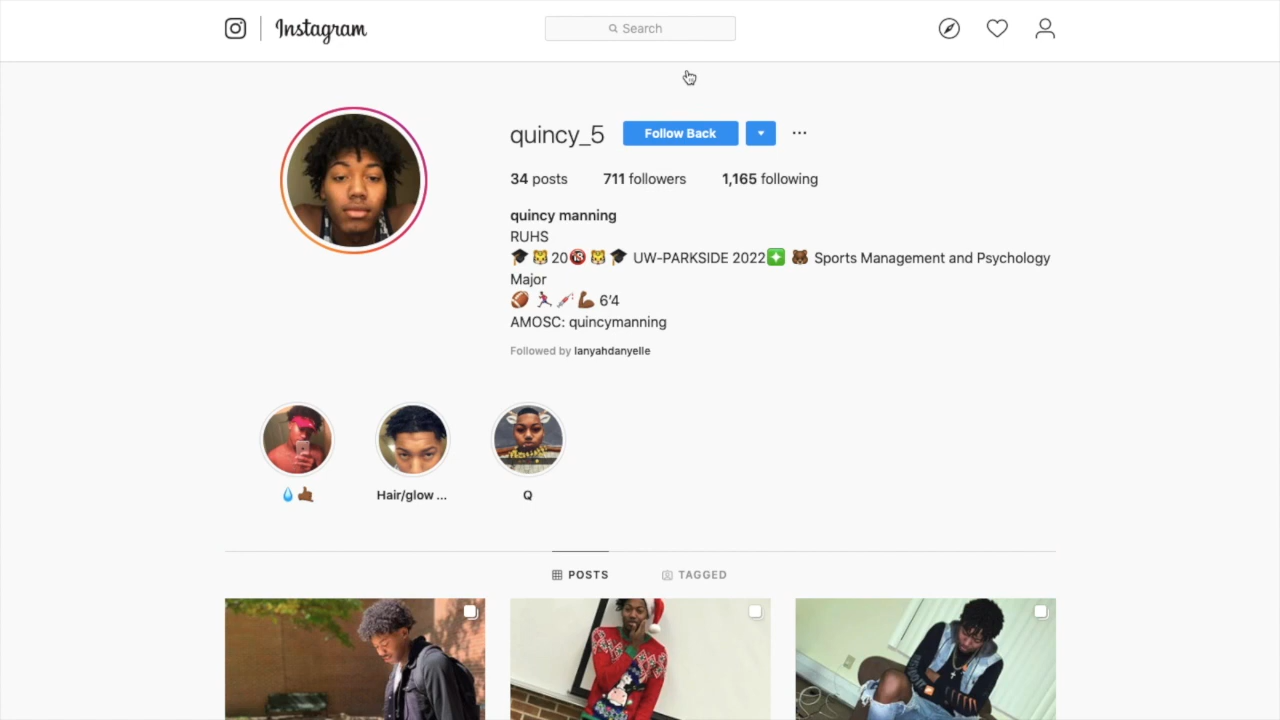 Instagram
Search
quincy_5
Follow Back
34 posts
711 followers
1,165 following
quincy manning
RUHS
🎓🐯20🔞🐯🎓 UW-PARKSIDE 2022❇️🐻 Sports Management and Psychology
Major
🏈🏃🏽‍♂️💉💪🏾 6'4
AMOSC: quincymanning
Followed by lanyahdanyelle
💧🤙🏾
Hair/glow ...
Q
POSTS
TAGGED